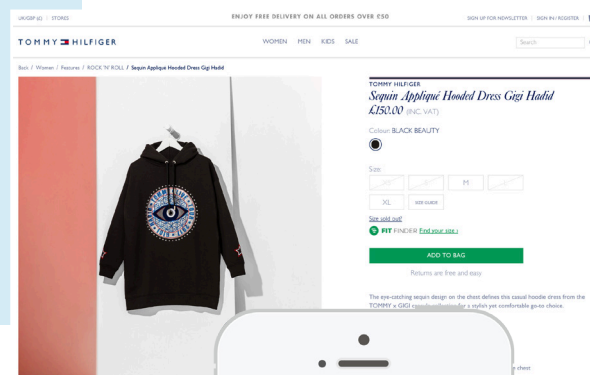 UK/GBP (£) | STORES
ENJOY FREE DELIVERY ON ALL ORDERS OVER £50
SIGN UP FOR NEWSLETTER | SIGN IN / REGISTER |
TOMMY HILFIGER
WOMEN MEN KIDS SALE
Search
Back / Women / Features / ROCK 'N' ROLL / Sequin Appliqué Hooded Dress Gigi Hadid
TOMMY HILFIGER
Sequin Appliqué Hooded Dress Gigi Hadid
£150.00 (INC. VAT)
Colour: BLACK BEAUTY
Size:
M
XL SIZE GUIDE
Size sold out?
FIT FINDER Find your size ›
ADD TO BAG
Returns are free and easy
The eye-catching sequin design on the chest defines this casual hoodie dress from the
TOMMY x GIGI for a stylish yet comfortable go-to choice.
chest